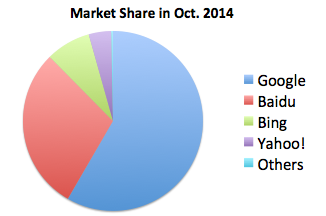 Market Share in Oct. 2014
Google
Baidu
Bing
Yahoo!
Others